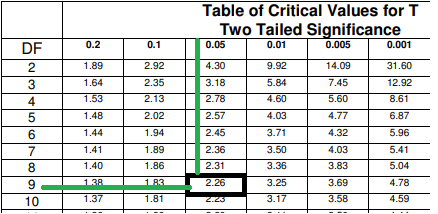 Table of Critical Values for T
Two Tailed Significance
DF 0.2 0.1 0.05 0.01 0.005 0.001
2 1.89 2.92 4.30 9.92 14.09 31.60
3 1.64 2.35 3.18 5.84 7.45 12.92
4 1.53 2.13 2.78 4.60 5.60 8.61
5 1.48 2.02 2.57 4.03 4.77 6.87
6 1.44 1.94 2.45 3.71 4.32 5.96
7 1.41 1.89 2.36 3.50 4.03 5.41
8 1.40 1.86 2.31 3.36 3.83 5.04
9 1.38 1.83 2.26 3.25 3.69 4.78
10 1.37 1.81 2.23 3.17 3.58 4.59